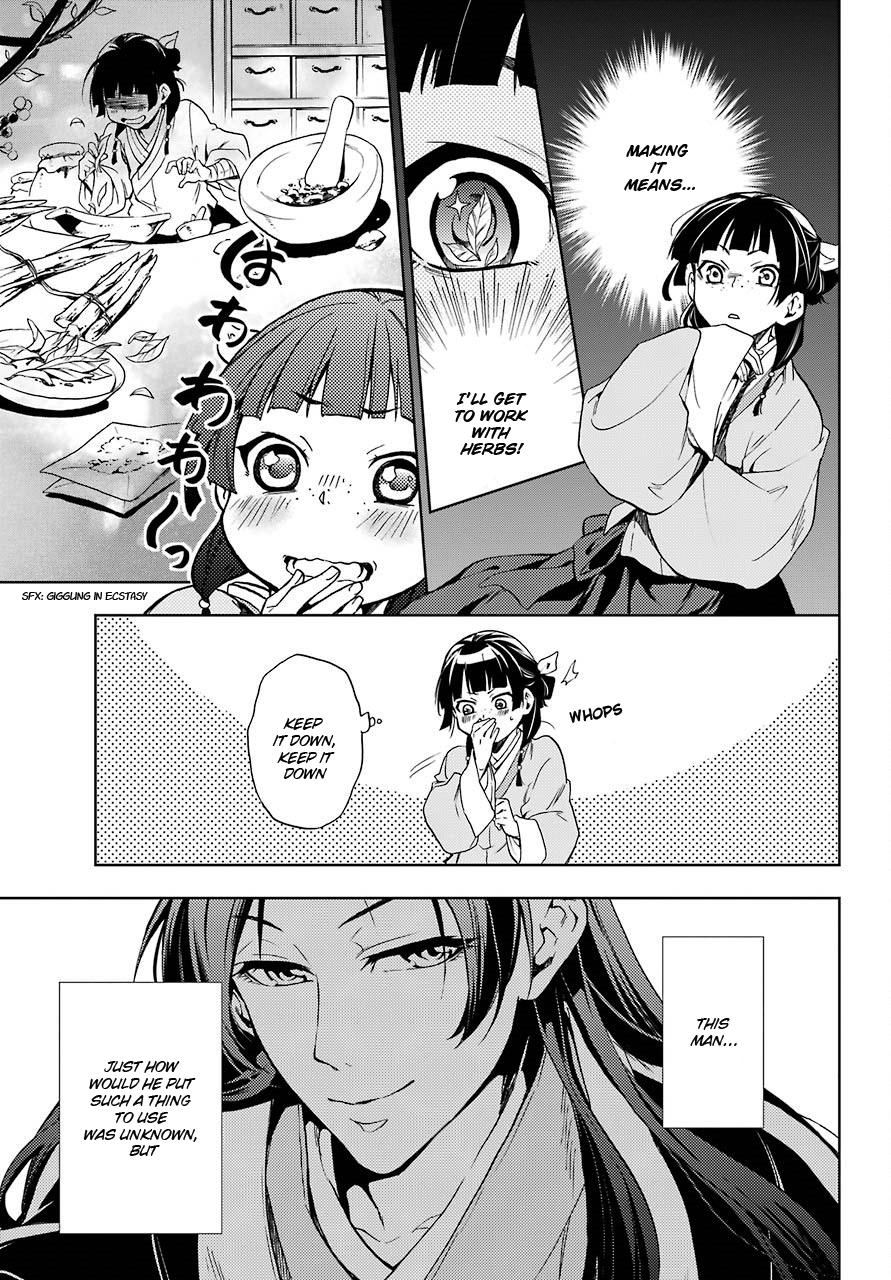 MAKING
IT
MEANS...
I'LL GET
TO WORK
WITH
HERBS!
はわわわわ〜っ
SFX: GIGGLING IN ECSTASY
WHOPS
KEEP
IT DOWN,
KEEP IT
DOWN
THIS
MAN...
JUST HOW
WOULD HE PUT
SUCH A THING
TO USE
WAS UNKNOWN,
BUT